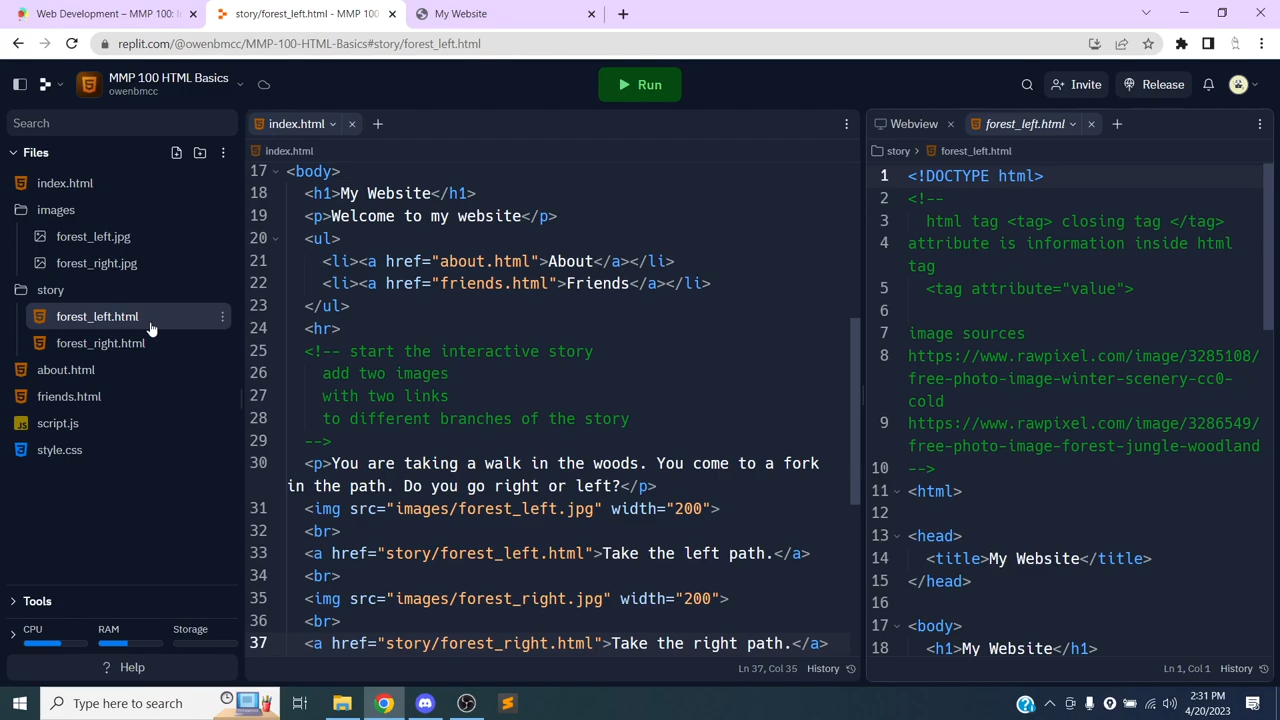 Web Development – MMP 100: I
story/forest_left.html - MMP 100
My Website
replit.com/@owenbmcc/MMP-100-HTML-Basics#story/forest_left.html
MMP 100 HTML Basics
owenbmcc
Run
Invite
Release
Search
Files
index.html
images
forest_left.jpg
forest_right.jpg
story
forest_left.html
forest_right.html
about.html
friends.html
JS script.js
style.css
Tools
CPU RAM Storage
? Help
index.html
index.html
17 <body>
18 <h1>My Website</h1>
19 <p>Welcome to my website</p>
20 <ul>
21 <li><a href="about.html">About</a></li>
22 <li><a href="friends.html">Friends</a></li>
23 </ul>
24 <hr>
25 <!-- start the interactive story
26 add two images
27 with two links
28 to different branches of the story
29 -->
30 <p>You are taking a walk in the woods. You come to a fork
in the path. Do you go right or left?</p>
31 <img src="images/forest_left.jpg" width="200">
32 <br>
33 <a href="story/forest_left.html">Take the left path.</a>
34 <br>
35 <img src="images/forest_right.jpg" width="200">
36 <br>
37 <a href="story/forest_right.html">Take the right path.</a>
Ln 37, Col 35 History
Webview
forest_left.html
story > forest_left.html
1 <!DOCTYPE html>
2 <!--
3 html tag <tag> closing tag </tag>
4 attribute is information inside html
tag
5 <tag attribute="value">
6
7 image sources
8 https://www.rawpixel.com/image/3285108/
free-photo-image-winter-scenery-cc0-
cold
9 https://www.rawpixel.com/image/3286549/
free-photo-image-forest-jungle-woodland
10 -->
11 <html>
12
13 <head>
14 <title>My Website</title>
15 </head>
16
17 <body>
18 <h1>My Website</h1>
Ln 1, Col 1 History
Type here to search
2:31 PM
4/20/2023